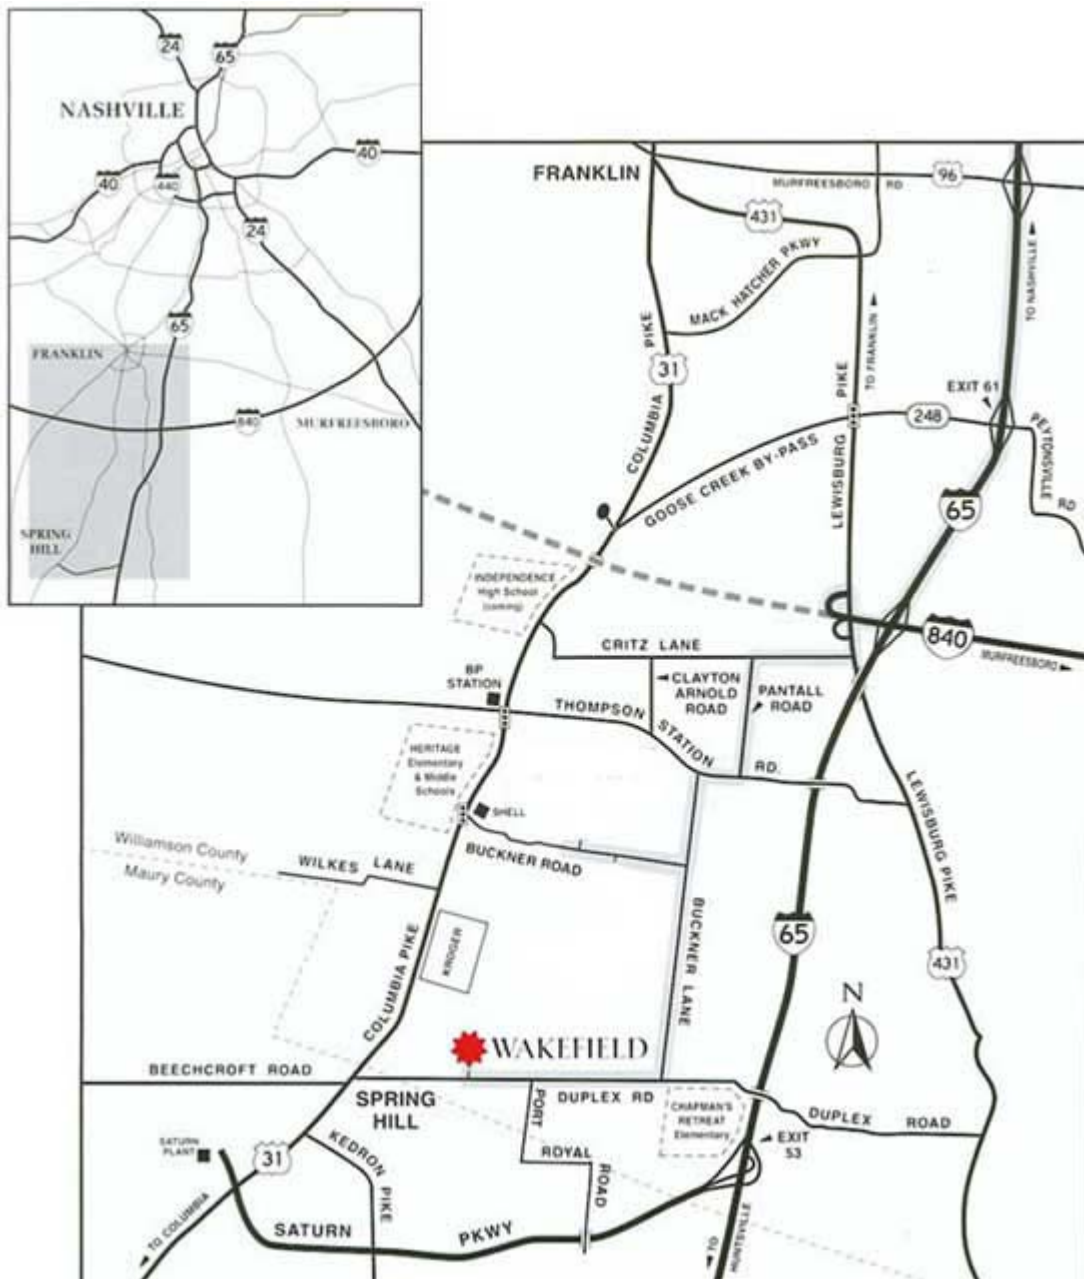 24
65
NASHVILLE
40
40
440
24
65
FRANKLIN
840
MURFREESBORO
SPRING
HILL
FRANKLIN
MURFREESBORO RD
96
431
MACK HATCHER PKWY
TO NASHVILLE
COLUMBIA PIKE
31
LEWISBURG PIKE
TO FRANKLIN
EXIT 61
248
PEYTONSVILLE RD
GOOSE CREEK BY-PASS
65
INDEPENDENCE
High School
(coming)
840
MURFREESBORO
CRITZ LANE
BP
STATION
CLAYTON
ARNOLD
ROAD
PANTALL
ROAD
THOMPSON STATION RD.
HERITAGE
Elementary
& Middle
Schools
SHELL
LEWISBURG PIKE
Williamson County
Maury County
WILKES LANE
BUCKNER ROAD
BUCKNER LANE
65
431
KROGER
COLUMBIA PIKE
N
WAKEFIELD
BEECHCROFT ROAD
SPRING
HILL
DUPLEX RD
PORT ROYAL ROAD
CHAPMAN'S
RETREAT
Elementary
DUPLEX ROAD
EXIT
53
SATURN
PLANT
31
KEDRON PIKE
TO COLUMBIA
SATURN PKWY
TO HUNTSVILLE